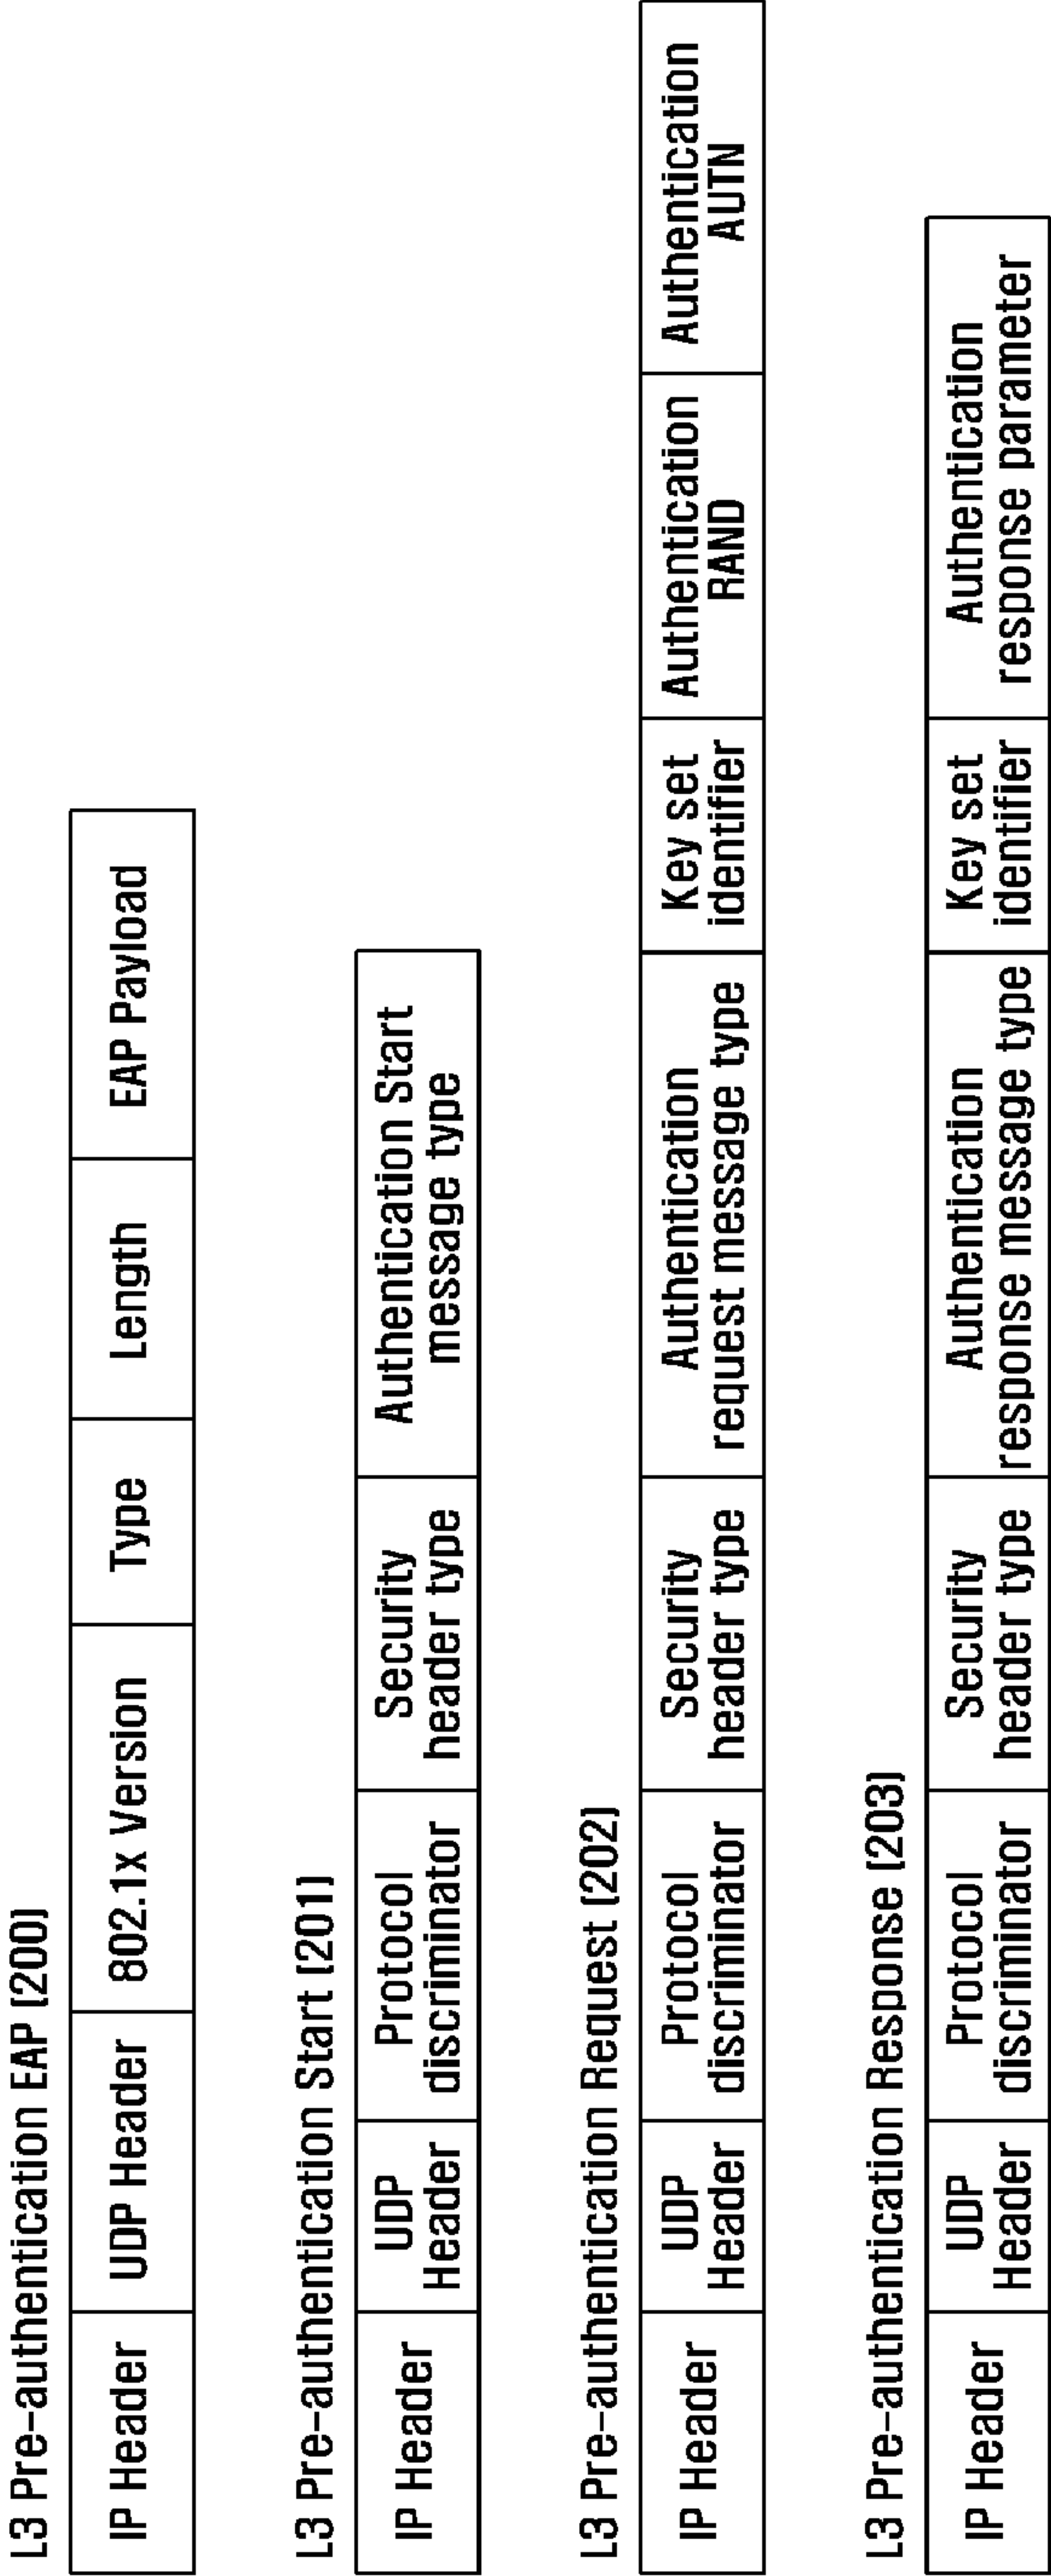 L3 Pre-authentication EAP (200)
IP Header
UDP Header
802.1x Version
Type
Length
EAP Payload
L3 Pre-authentication Start (201)
IP Header
UDP
Header
Protocol
discriminator
Security
header type
Authentication Start
message type
L3 Pre-authentication Request (202)
IP Header
UDP
Header
Protocol
discriminator
Security
header type
Authentication
request message type
Key set
identifier
Authentication
RAND
Authentication
AUTN
L3 Pre-authentication Response (203)
IP Header
UDP
Header
Protocol
discriminator
Security
header type
Authentication
response message type
Key set
identifier
Authentication
response parameter